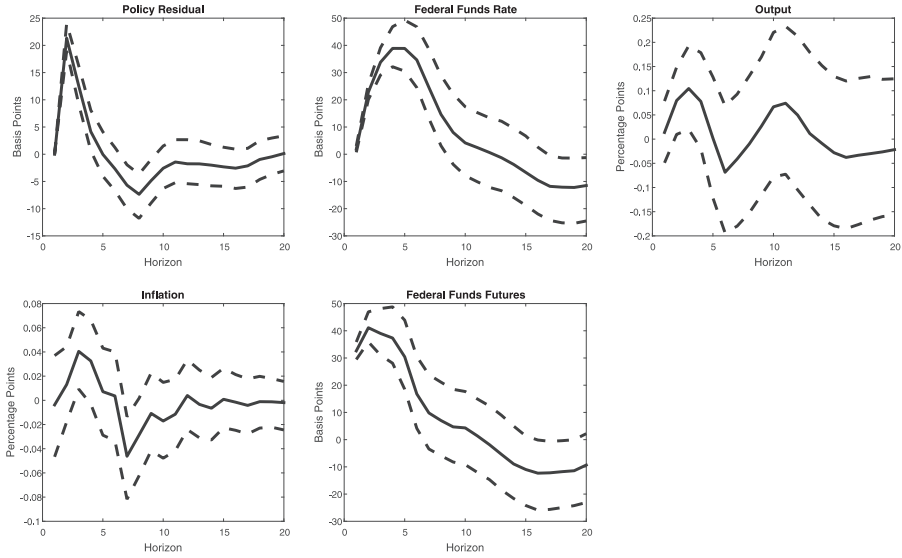 Policy Residual
Basis Points
25
20
15
10
5
0
-5
-10
-15
0 5 10 15 20
Horizon
Federal Funds Rate
Basis Points
50
40
30
20
10
0
-10
-20
-30
0 5 10 15 20
Horizon
Output
Percentage Points
0.25
0.2
0.15
0.1
0.05
0
-0.05
-0.1
-0.15
-0.2
0 5 10 15 20
Horizon
Inflation
Percentage Points
0.08
0.06
0.04
0.02
0
-0.02
-0.04
-0.06
-0.08
-0.1
0 5 10 15 20
Horizon
Federal Funds Futures
Basis Points
50
40
30
20
10
0
-10
-20
-30
0 5 10 15 20
Horizon